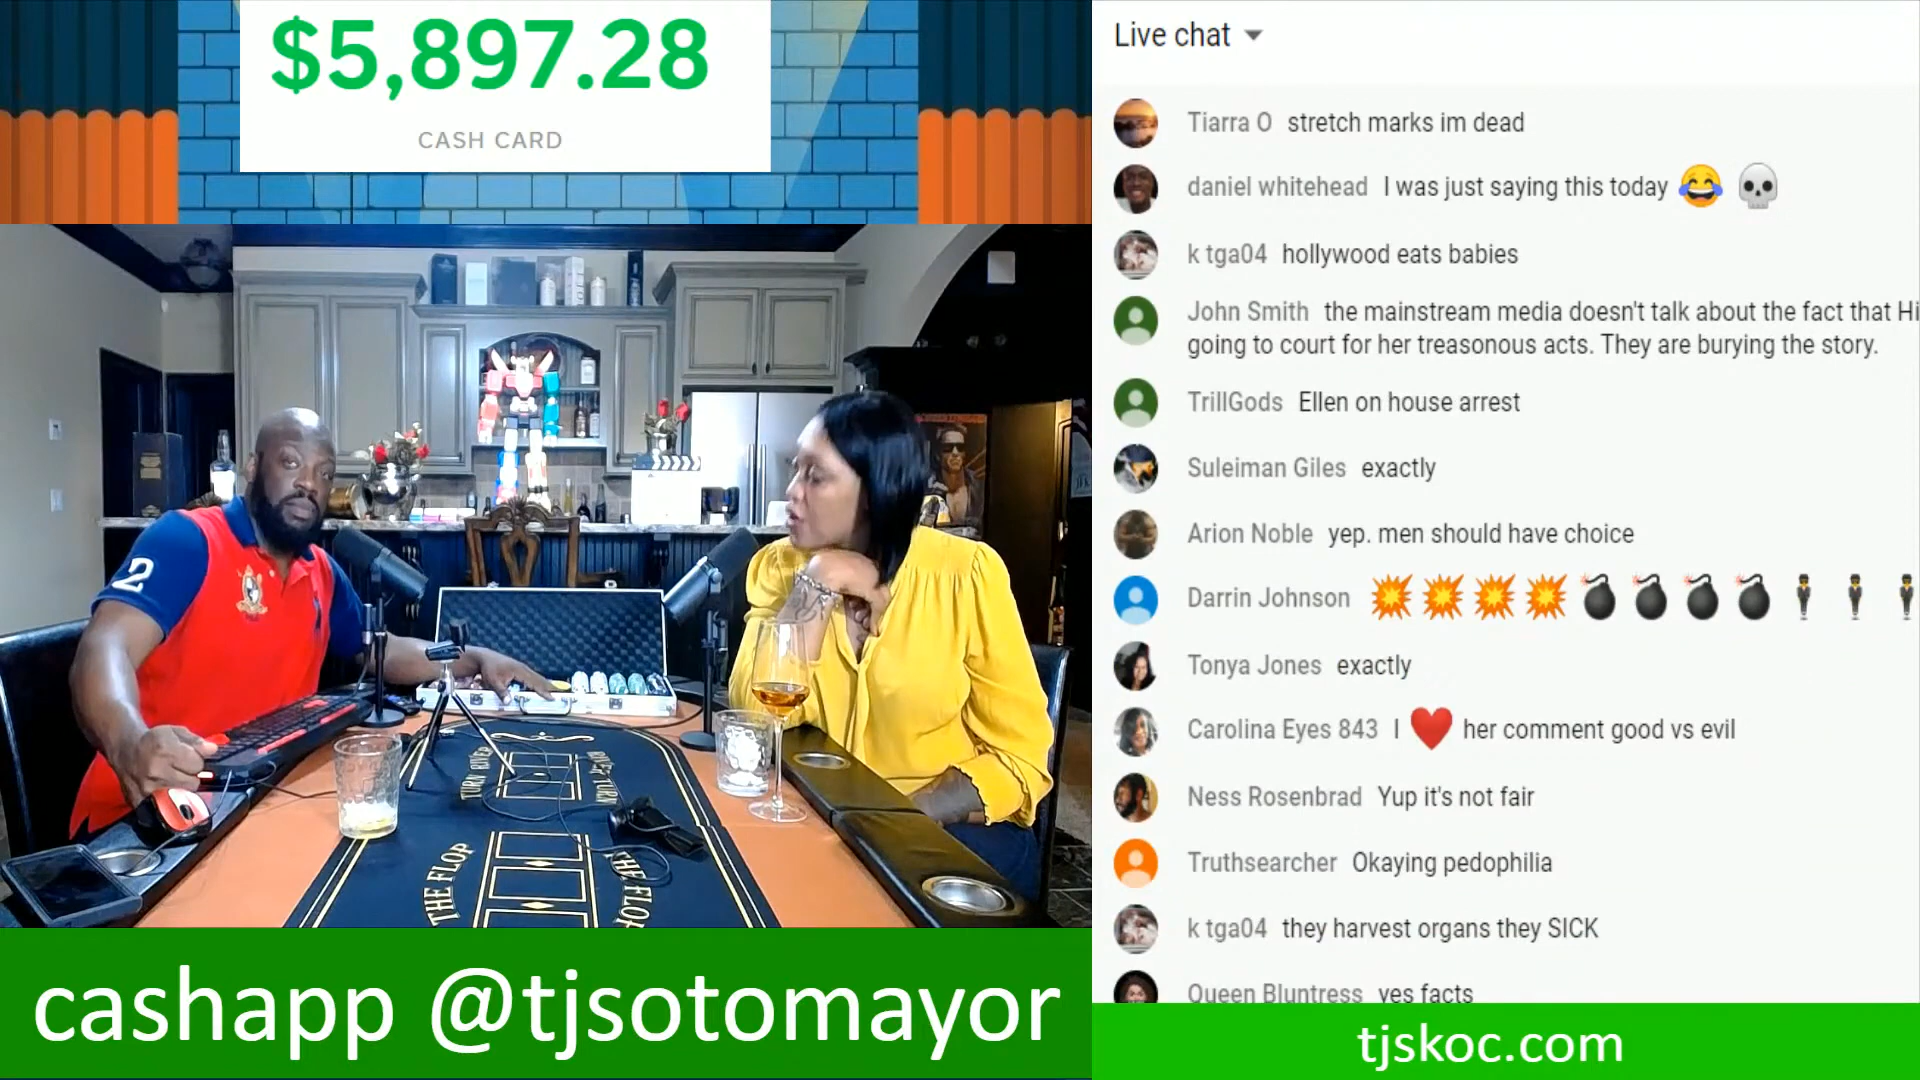 $5,897.28
CASH CARD
2
TURN RIVER
THE FLOP
THE FLOP
cashapp @tjsotomayor
Live chat
Tiarra O stretch marks im dead
daniel whitehead I was just saying this today 😂 💀
k tga04 hollywood eats babies
John Smith the mainstream media doesn't talk about the fact that Hi
going to court for her treasonous acts. They are burying the story.
TrillGods Ellen on house arrest
Suleiman Giles exactly
Arion Noble yep. men should have choice
Darrin Johnson 💥💥💥💥💣💣💣💣🕴🕴🕴
Tonya Jones exactly
Carolina Eyes 843 I ❤️ her comment good vs evil
Ness Rosenbrad Yup it's not fair
Truthsearcher Okaying pedophilia
k tga04 they harvest organs they SICK
Queen Bluntress yes facts
tjskoc.com